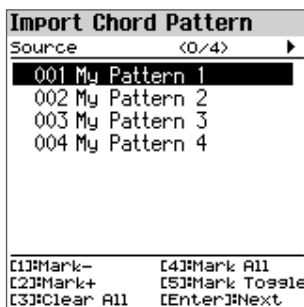 Import Chord Pattern
Source <0/4>
001 My Pattern 1
002 My Pattern 2
003 My Pattern 3
004 My Pattern 4
[1]:Mark- [4]:Mark All
[2]:Mark+ [5]:Mark Toggle
[3]:Clear All [Enter]:Next